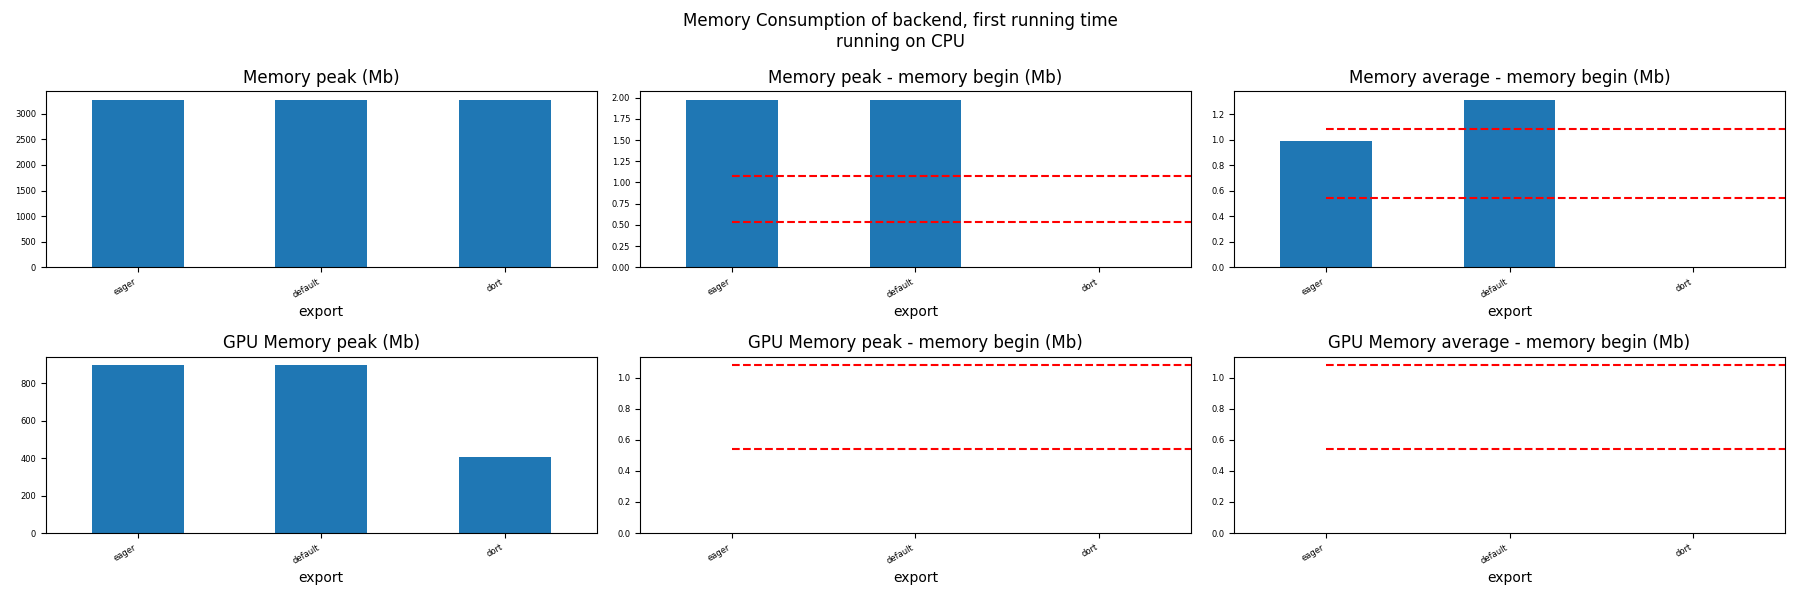 Memory Consumption of backend, first running time
running on CPU
Memory peak (Mb)
3000
2500
2000
1500
1000
500
0
eager
default
dort
export
Memory peak - memory begin (Mb)
2.00
1.75
1.50
1.25
1.00
0.75
0.50
0.25
0.00
eager
default
dort
export
Memory average - memory begin (Mb)
1.2
1.0
0.8
0.6
0.4
0.2
0.0
eager
default
dort
export
GPU Memory peak (Mb)
800
600
400
200
0
eager
default
dort
export
GPU Memory peak - memory begin (Mb)
1.0
0.8
0.6
0.4
0.2
0.0
eager
default
dort
export
GPU Memory average - memory begin (Mb)
1.0
0.8
0.6
0.4
0.2
0.0
eager
default
dort
export